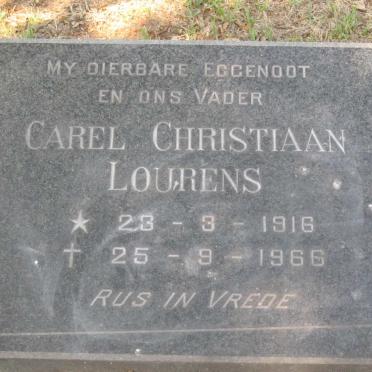 MY DIERBARE EGGENOOT
EN ONS VADER
CAREL CHRISTIAAN
LOURENS
★ 23 - 3 - 1916
✝ 25 - 9 - 1966
RUS IN VREDE